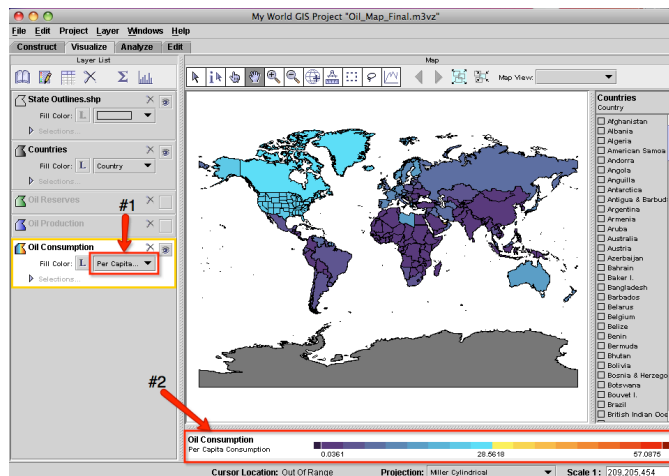 My World GIS Project "Oil_Map_Final.m3vz"
File Edit Project Layer Windows Help
Construct Visualize Analyze Edit
Layer List
Map
Map View:
State Outlines.shp
Fill Color: L
Selections...
Countries
Fill Color: L Country
Selections...
Oil Reserves
#1
Oil Production
Oil Consumption
Fill Color: L Per Capita...
Selections...
#2
Countries
Country
Afghanistan
Albania
Algeria
American Samoa
Andorra
Angola
Anguilla
Antarctica
Antigua & Barbud
Argentina
Armenia
Aruba
Australia
Austria
Azerbaijan
Bahrain
Baker I.
Bangladesh
Barbados
Belarus
Belgium
Belize
Benin
Bermuda
Bhutan
Bolivia
Bosnia & Herzego
Botswana
Bouvet I.
Brazil
British Indian Oce
Oil Consumption
Per Capita Consumption
0.0361 28.5618 57.0875
Cursor Location: Out Of Range Projection: Miller Cylindrical Scale 1: 209,205,454